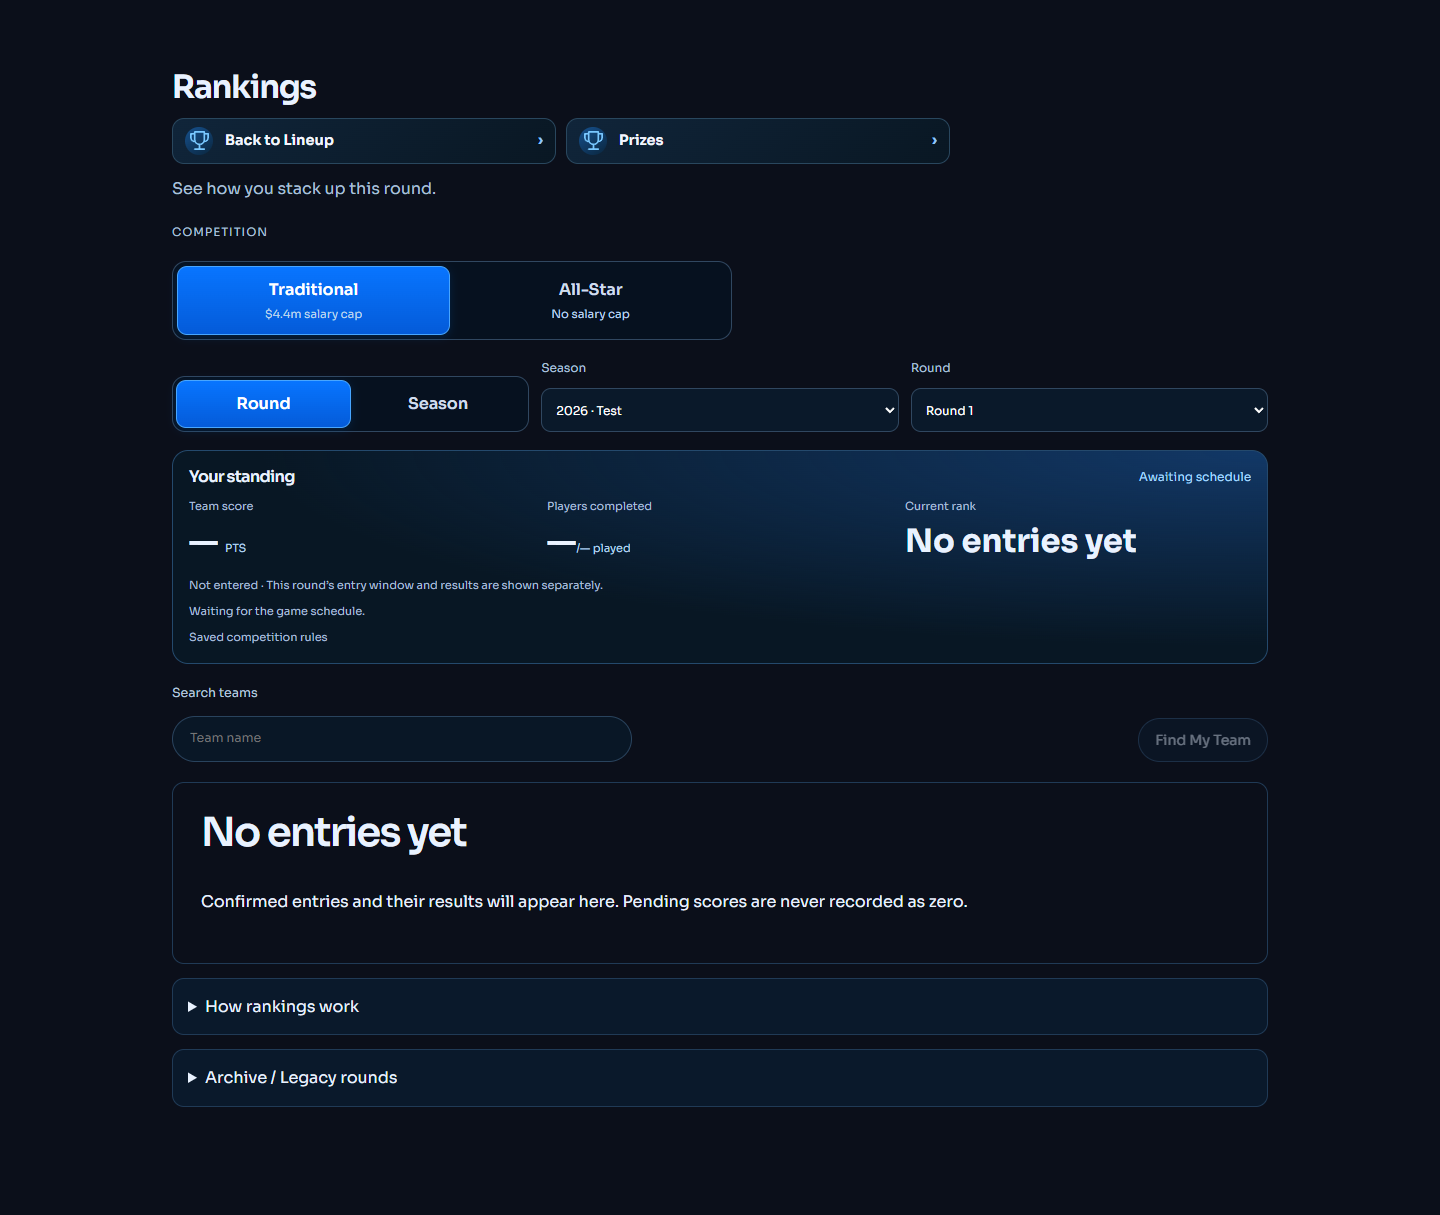 Rankings
Back to Lineup ›
Prizes ›
See how you stack up this round.
COMPETITION
Traditional
$4.4m salary cap
All-Star
No salary cap
Season
Round
Round
Season
2026 · Test
Round 1
Your standing
Awaiting schedule
Team score
Players completed
Current rank
— PTS
—/— played
No entries yet
Not entered · This round’s entry window and results are shown separately.
Waiting for the game schedule.
Saved competition rules
Search teams
Team name
Find My Team
No entries yet
Confirmed entries and their results will appear here. Pending scores are never recorded as zero.
How rankings work
Archive / Legacy rounds